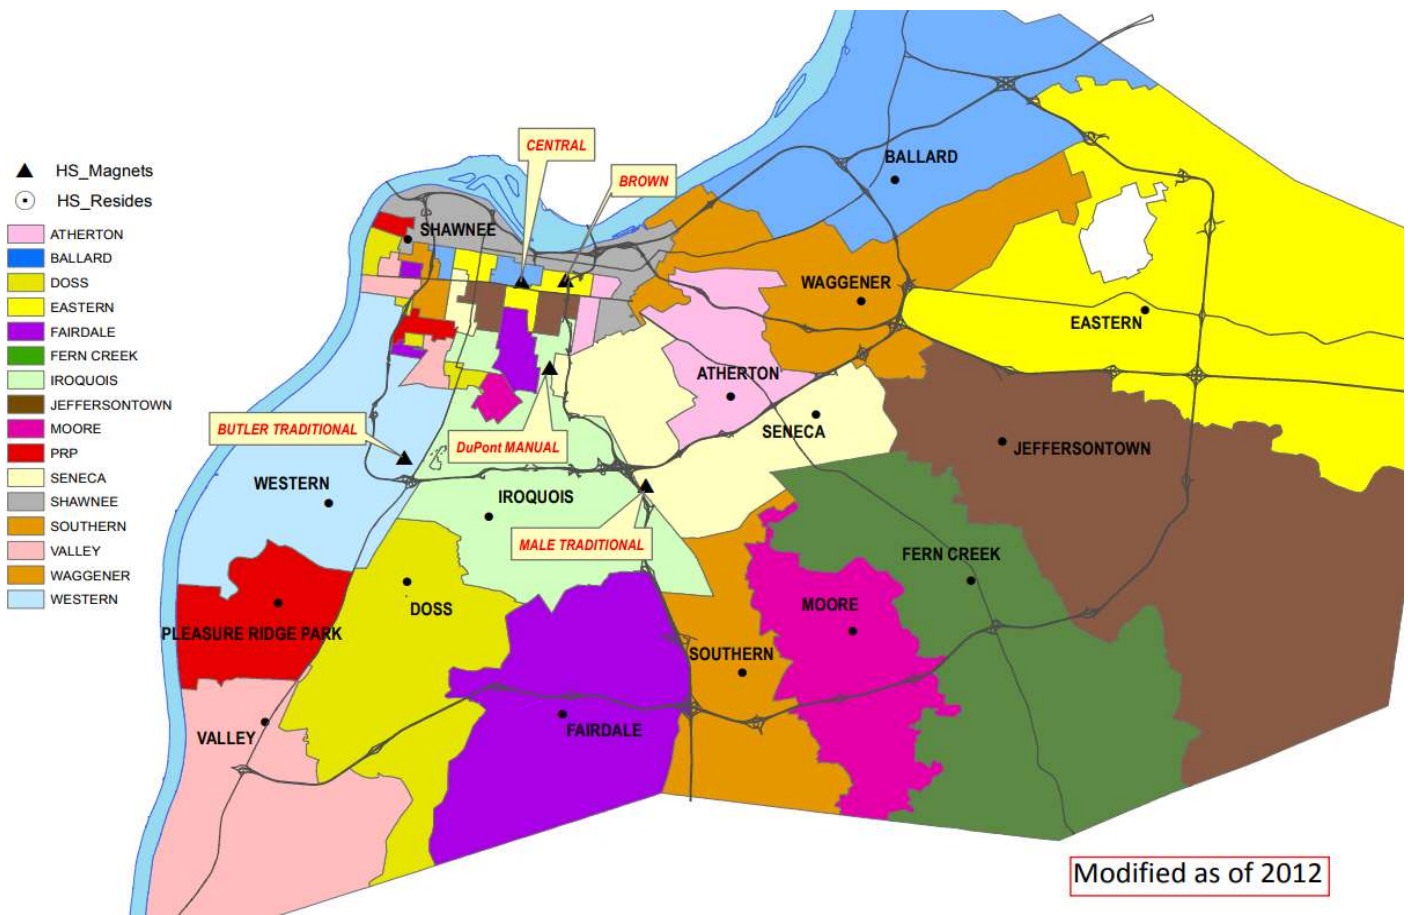 HS_Magnets
HS_Resides
ATHERTON
BALLARD
DOSS
EASTERN
FAIRDALE
FERN CREEK
IROQUOIS
JEFFERSONTOWN
MOORE
PRP
SENECA
SHAWNEE
SOUTHERN
VALLEY
WAGGENER
WESTERN
CENTRAL
BROWN
BALLARD
SHAWNEE
WAGGENER
EASTERN
ATHERTON
BUTLER TRADITIONAL
DuPont MANUAL
SENECA
JEFFERSONTOWN
WESTERN
IROQUOIS
MALE TRADITIONAL
FERN CREEK
DOSS
MOORE
PLEASURE RIDGE PARK
SOUTHERN
VALLEY
FAIRDALE
Modified as of 2012